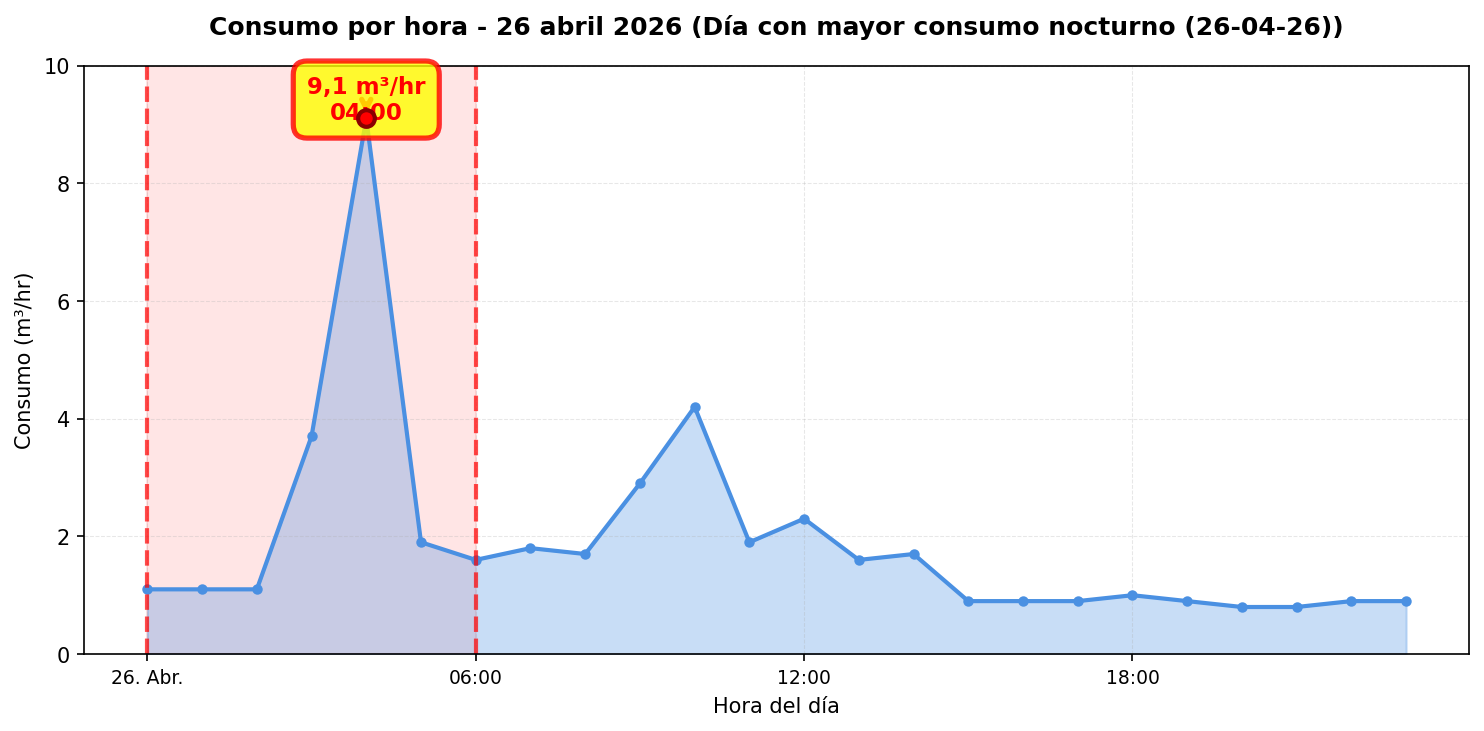 Consumo por hora - 26 abril 2026 (Día con mayor consumo nocturno (26-04-26))
9,1 m³/hr
04:00
Consumo (m³/hr)
10
8
6
4
2
0
26. Abr.
06:00
12:00
18:00
Hora del día